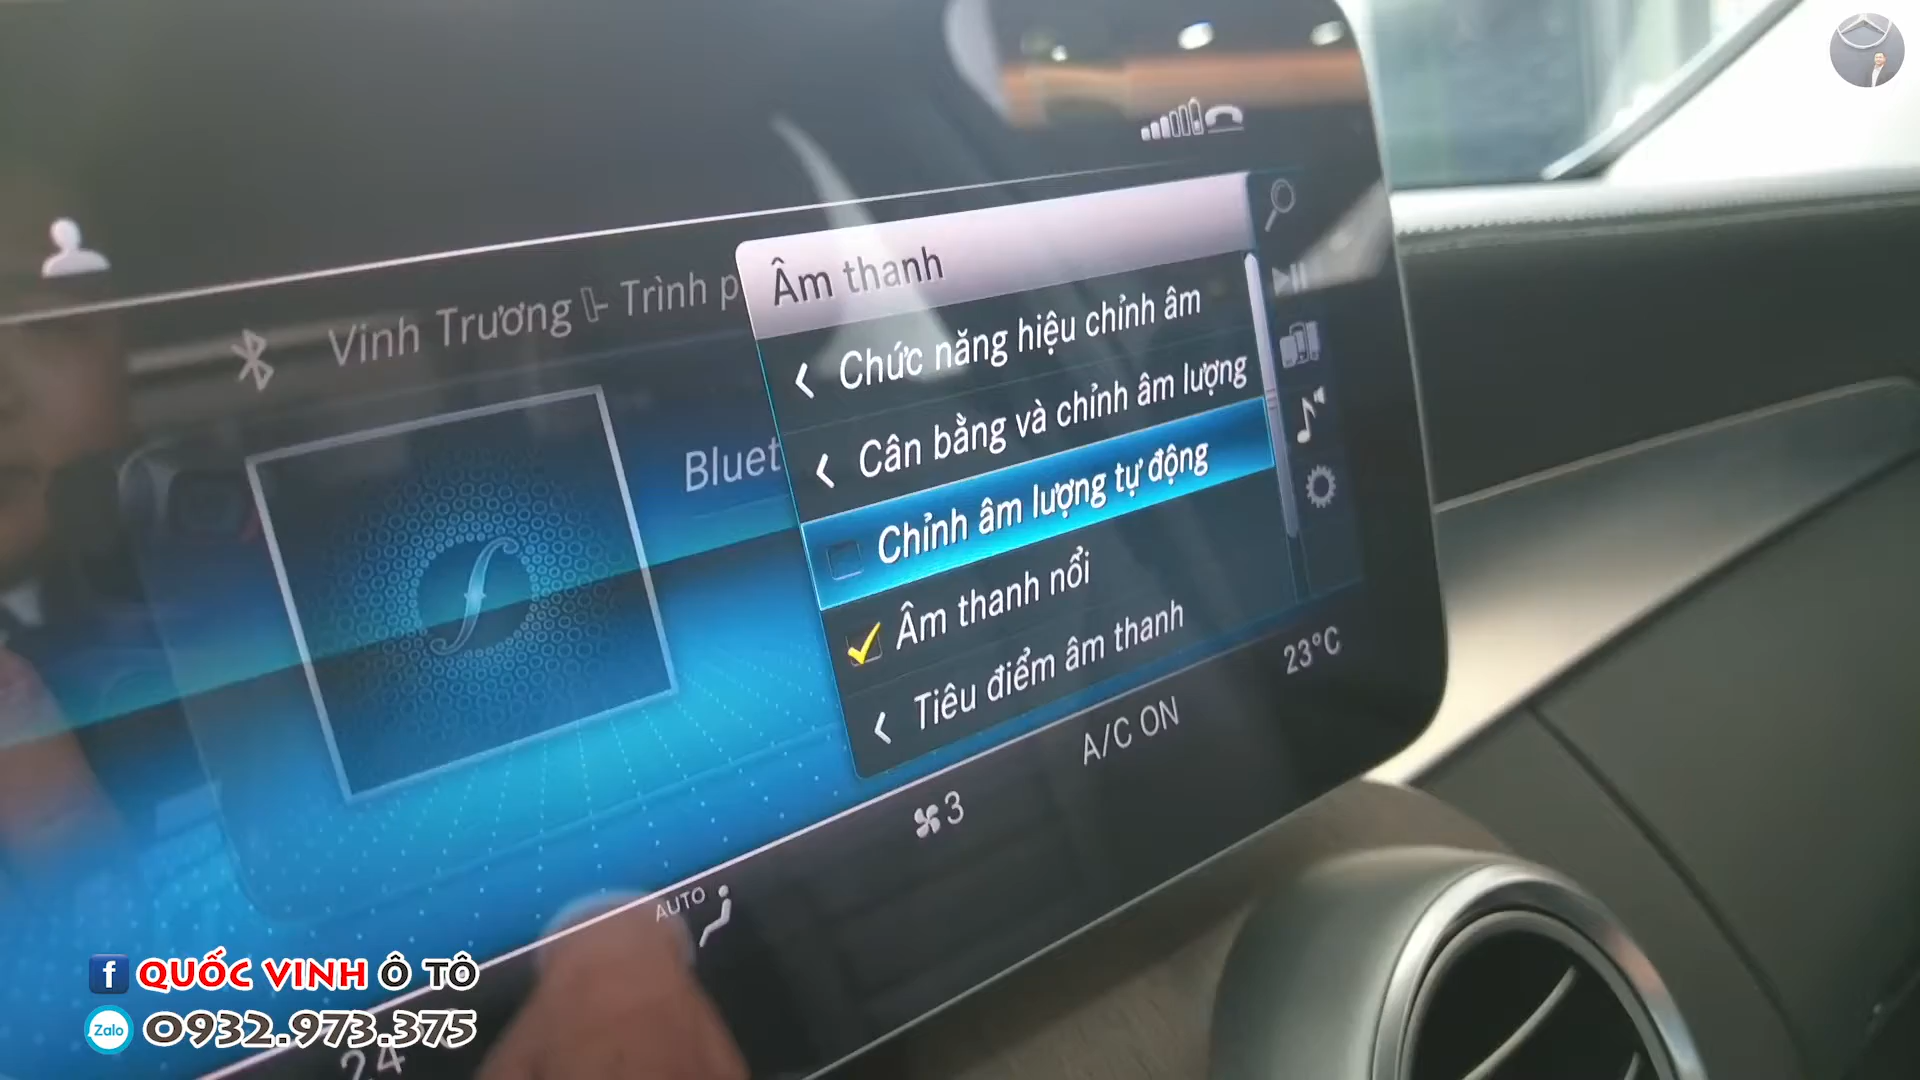 Vinh Trương
Trình p
Âm thanh
Chức năng hiệu chỉnh âm
Cân bằng và chỉnh âm lượng
Bluet
Chỉnh âm lượng tự động
Âm thanh nổi
Tiêu điểm âm thanh
23°C
A/C ON
3
AUTO
f QUỐC VINH Ô TÔ
Zalo 0932.973.375
24